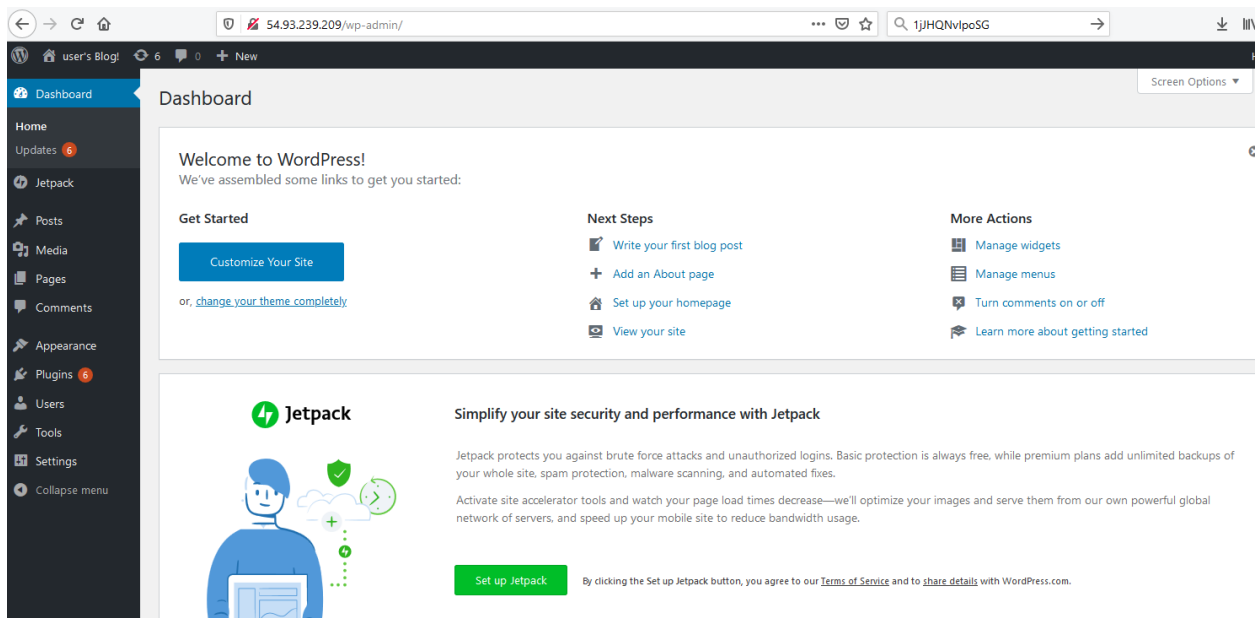 54.93.239.209/wp-admin/
1jJHQNvIpoSG
user's Blog! 6 0 New
Screen Options
Dashboard
Home
Updates 6
Jetpack
Posts
Media
Pages
Comments
Appearance
Plugins 6
Users
Tools
Settings
Collapse menu
Dashboard
Welcome to WordPress!
We've assembled some links to get you started:
Get Started
Customize Your Site
or, change your theme completely
Next Steps
Write your first blog post
Add an About page
Set up your homepage
View your site
More Actions
Manage widgets
Manage menus
Turn comments on or off
Learn more about getting started
Jetpack
Simplify your site security and performance with Jetpack
Jetpack protects you against brute force attacks and unauthorized logins. Basic protection is always free, while premium plans add unlimited backups of
your whole site, spam protection, malware scanning, and automated fixes.
Activate site accelerator tools and watch your page load times decrease—we'll optimize your images and serve them from our own powerful global
network of servers, and speed up your mobile site to reduce bandwidth usage.
Set up Jetpack
By clicking the Set up Jetpack button, you agree to our Terms of Service and to share details with WordPress.com.